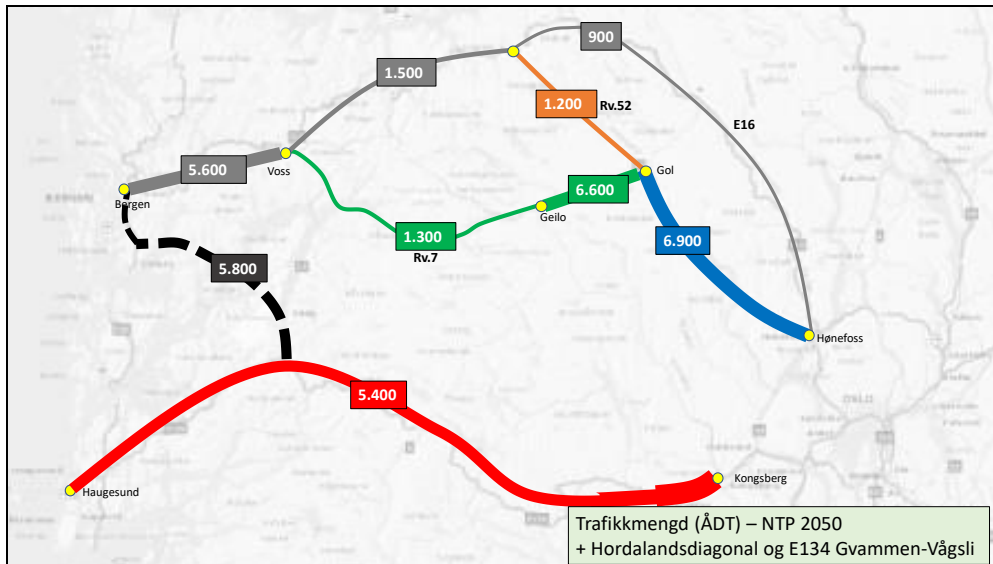 900
1.500
1.200
Rv.52
E16
5.600
Voss
Gol
6.600
Bergen
Geilo
1.300
6.900
Rv.7
5.800
Hønefoss
OSLO
5.400
Kongsberg
Haugesund
Trafikkmengd (ÅDT) – NTP 2050
+ Hordalandsdiagonal og E134 Gvammen-Vågsli